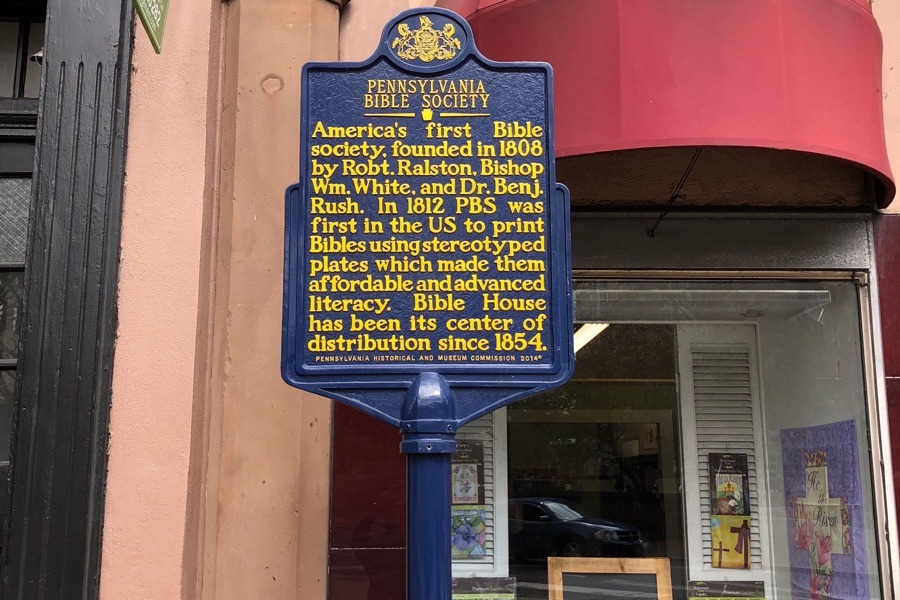 PENNSYLVANIA
BIBLE SOCIETY
America's first Bible
society, founded in 1808
by Robt. Ralston, Bishop
Wm. White, and Dr. Benj.
Rush. In 1812 PBS was
first in the US to print
Bibles using stereotyped
plates which made them
affordable and advanced
literacy. Bible House
has been its center of
distribution since 1854.
PENNSYLVANIA HISTORICAL AND MUSEUM COMMISSION 2014©
He
is
Risen